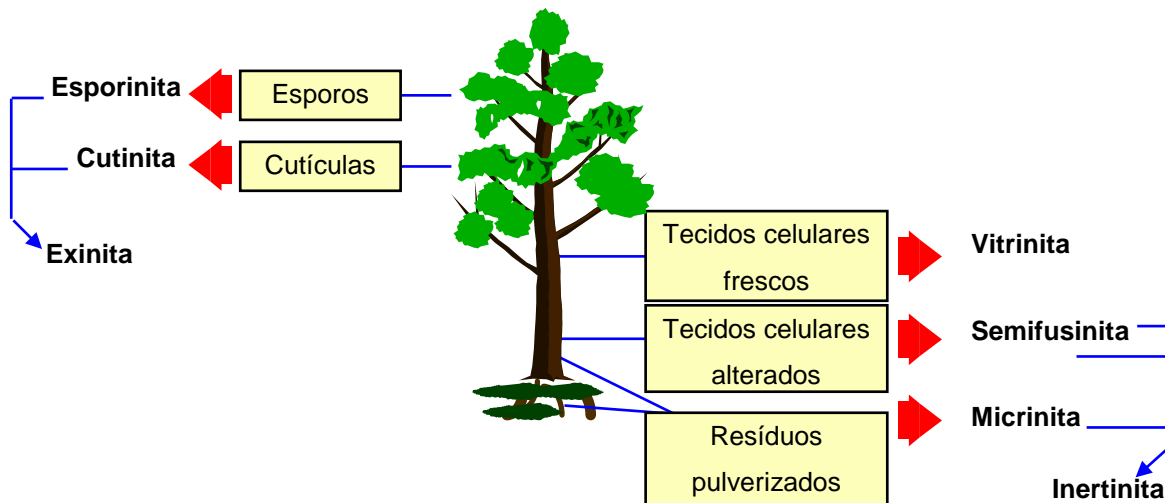 Esporinita
Esporos
Cutinita
Cutículas
Exinita
Tecidos celulares
frescos
Vitrinita
Tecidos celulares
alterados
Semifusinita
Resíduos
pulverizados
Micrinita
Inertinita